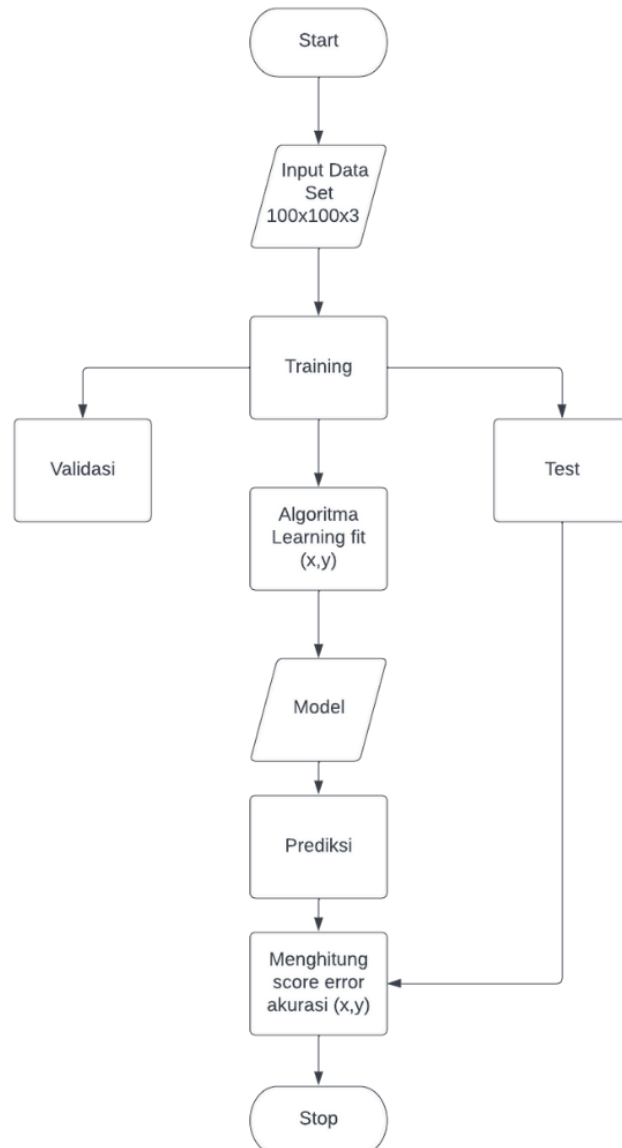 Start
Input Data
Set
100x100x3
Training
Validasi
Test
Algoritma
Learning fit
(x,y)
Model
Prediksi
Menghitung
score error
akurasi (x,y)
Stop